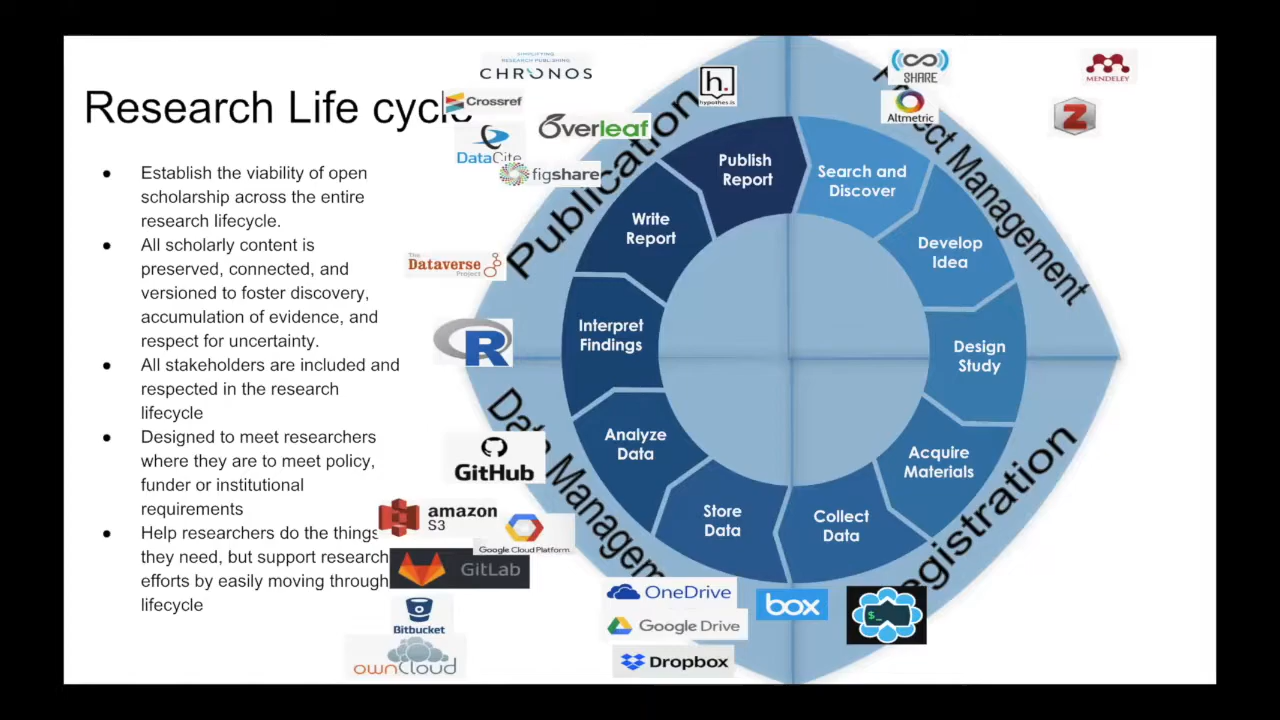 Research Life cycle
Establish the viability of open
scholarship across the entire
research lifecycle.
All scholarly content is
preserved, connected, and
versioned to foster discovery,
accumulation of evidence, and
respect for uncertainty.
All stakeholders are included and
respected in the research
lifecycle
Designed to meet researchers
where they are to meet policy,
funder or institutional
requirements
Help researchers do the things
they need, but support research
efforts by easily moving through
lifecycle
SIMPLIFYING
RESEARCH PUBLISHING
CHRONOS
Crossref
Overleaf
DataCite
figshare
The
Dataverse
Project
R
GitHub
amazon
S3
Google Cloud Platform
GitLab
Bitbucket
ownCloud
OneDrive
Google Drive
Dropbox
box
$_
h.
hypothes.is
SHARE
Altmetric
MENDELEY
Z
Publication
Management
Data Managem
egistration
Publish
Report
Search and
Discover
Develop
Idea
Design
Study
Acquire
Materials
Collect
Data
Store
Data
Analyze
Data
Interpret
Findings
Write
Report